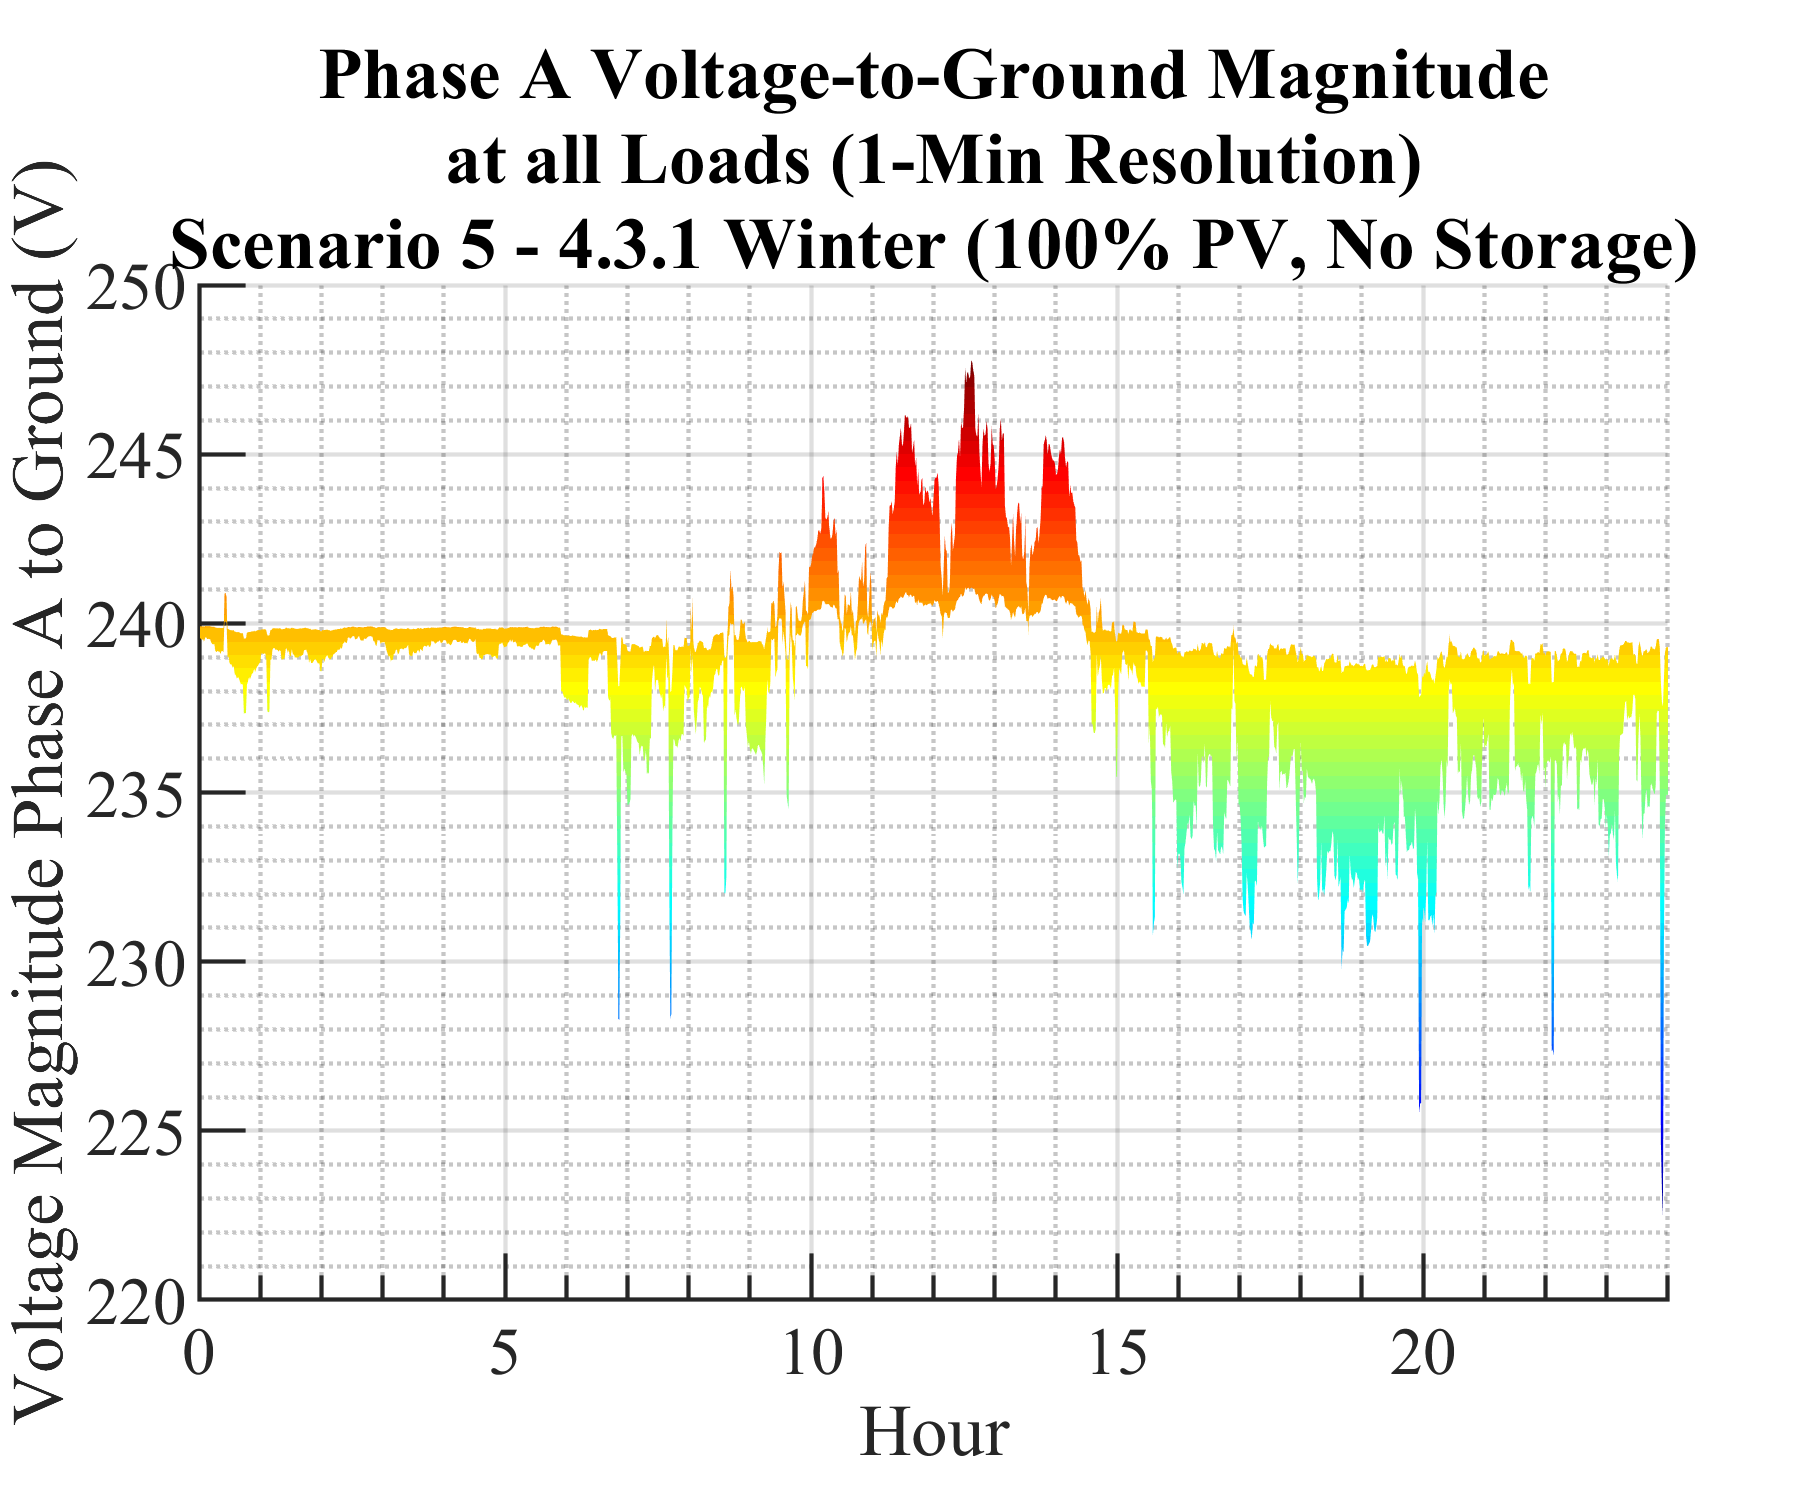 Phase A Voltage-to-Ground Magnitude
at all Loads (1-Min Resolution)
Scenario 5 - 4.3.1 Winter (100% PV, No Storage)
Voltage Magnitude Phase A to Ground (V)
250
245
240
235
230
225
220
0 5 10 15 20
Hour